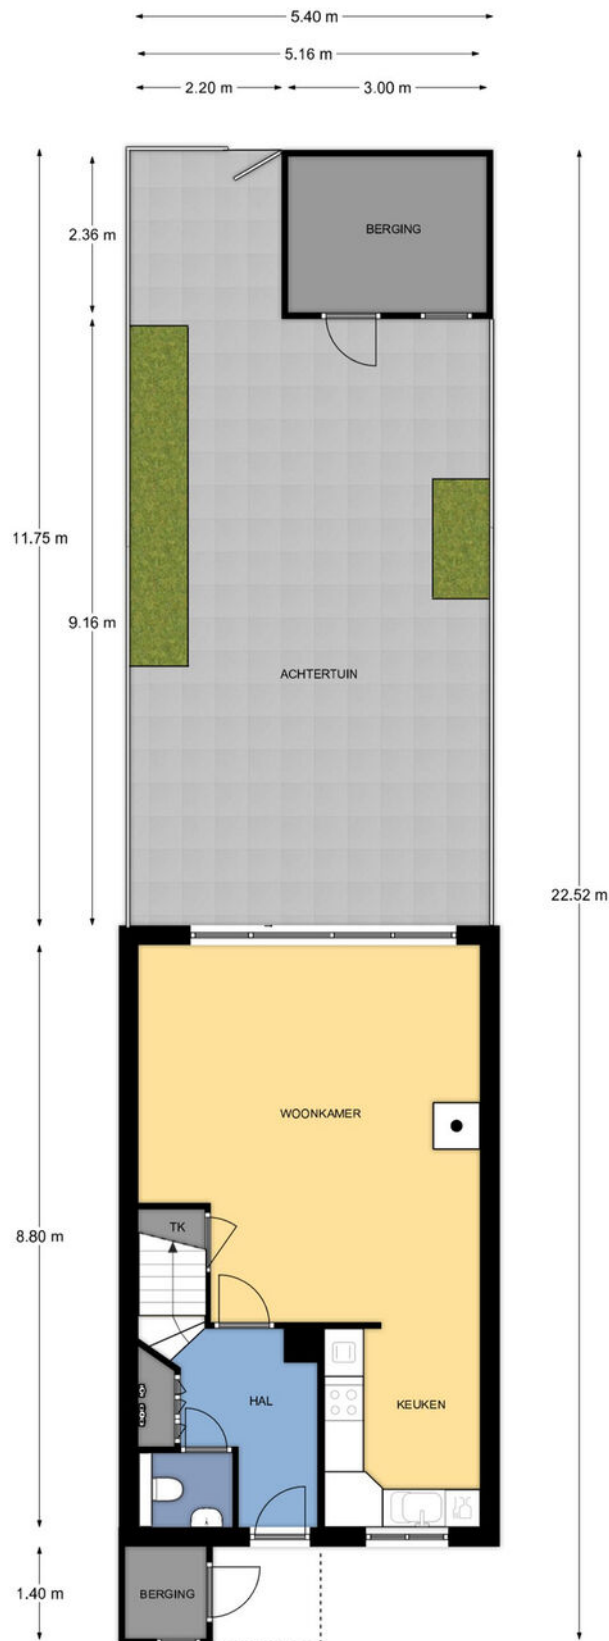 5.40 m
5.16 m
2.20 m
3.00 m
2.36 m
BERGING
11.75 m
9.16 m
ACHTERTUIN
22.52 m
WOONKAMER
TK
8.80 m
HAL
KEUKEN
1.40 m
BERGING